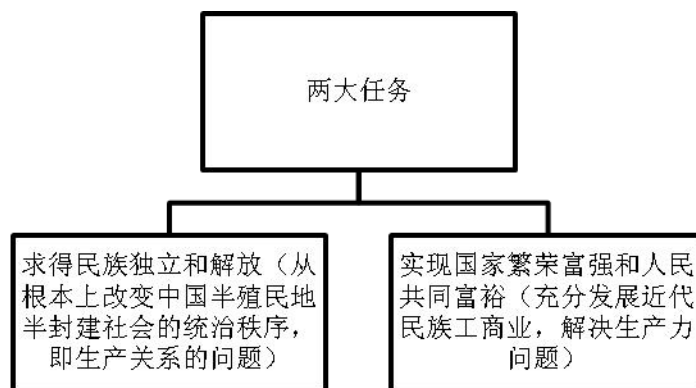 两大任务
求得民族独立和解放（从
根本上改变中国半殖民地
半封建社会的统治秩序，
即生产关系的问题）
实现国家繁荣富强和人民
共同富裕（充分发展近代
民族工商业，解决生产力
问题）